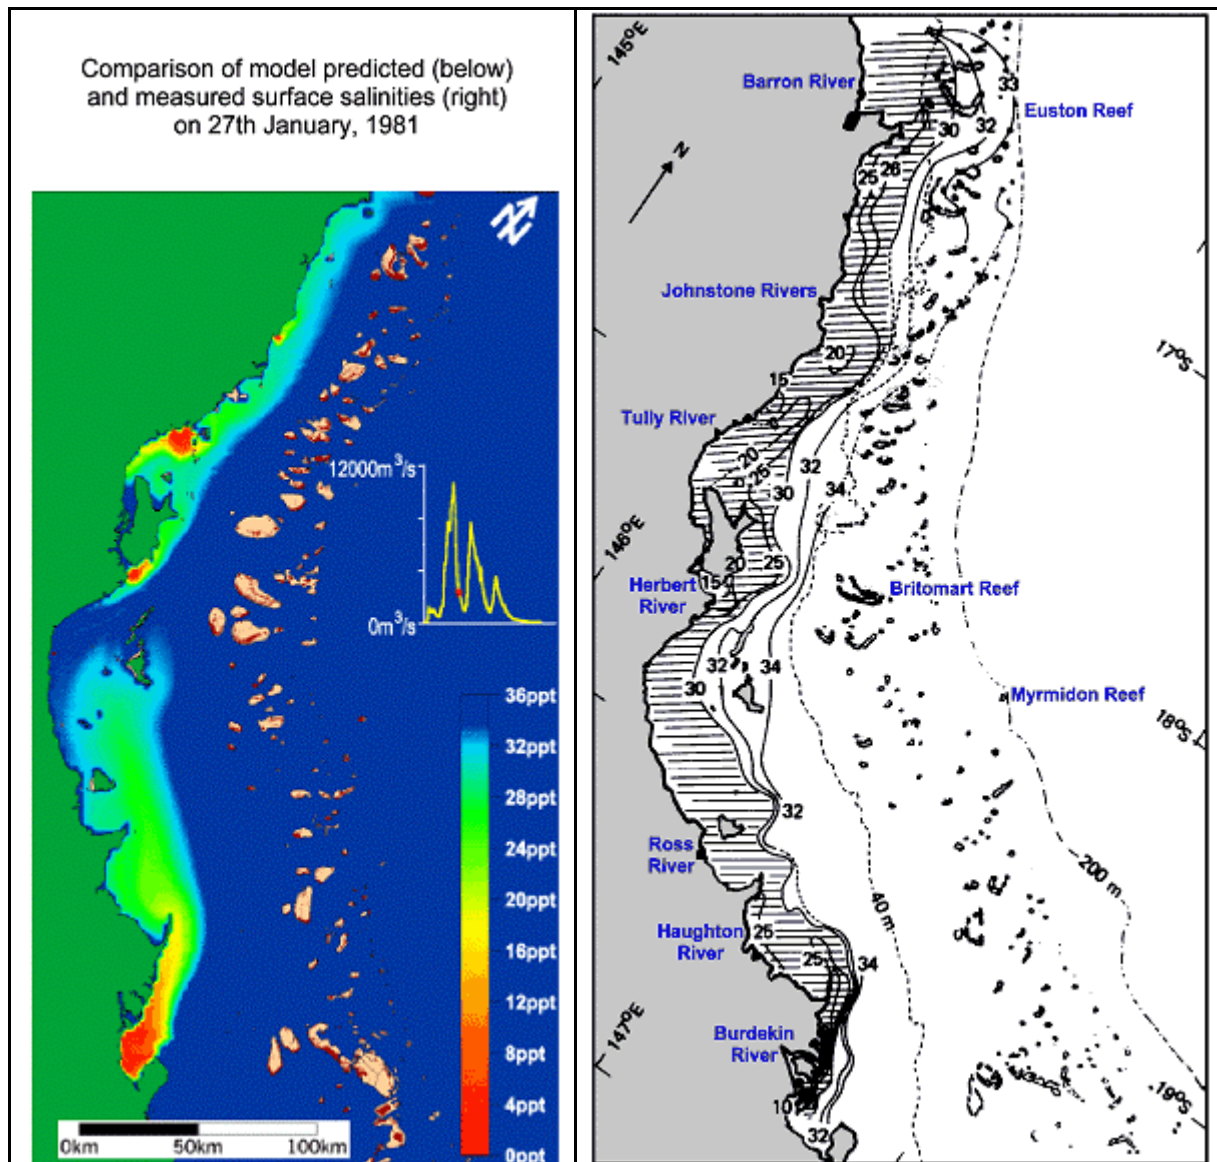 Comparison of model predicted (below)
and measured surface salinities (right)
on 27th January, 1981
N
12000m³/s
0m³/s
36ppt
32ppt
28ppt
24ppt
20ppt
16ppt
12ppt
8ppt
4ppt
0ppt
0km 50km 100km
145°E
Barron River
33
Euston Reef
30 32
N
25 26
Johnstone Rivers
17°S
20
15
Tully River
20
25
32
30
34
146°E
20 25
Herbert
River
15
Britomart Reef
32 34
30
Myrmidon Reef
18°S
32
Ross
River
200 m
40 m
Haughton
River
25
25
34
147°E
Burdekin
River
10
32
19°S